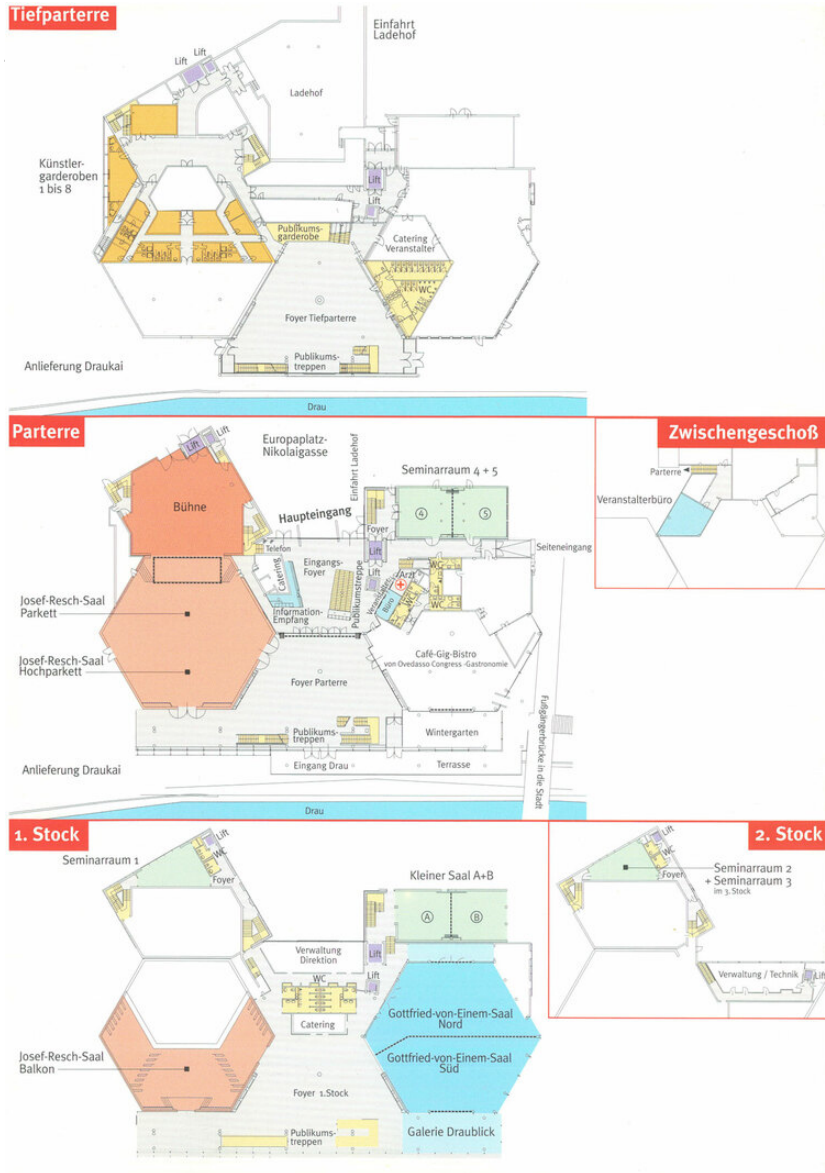 Tiefparterre
Einfahrt
Ladehof
Lift
Lift
Ladehof
Künstler-
garderoben
1 bis 8
Lift
Lift
Publikums-
garderobe
Catering
Veranstalter
WC
Foyer Tiefparterre
Publikums-
treppen
Anlieferung Draukai
Drau
Parterre
Zwischengeschoß
Lift
Lift
Europaplatz-
Nikolaigasse
Einfahrt Ladehof
Seminarraum 4 + 5
Parterre
Veranstalterbüro
Bühne
Haupteingang
Foyer
4
5
Telefon
Catering
Eingangs-
Foyer
Lift
Lift
Seiteneingang
Publikumstreppe
Arzt
WC
WC
WC
Büro
Information-
Empfang
Josef-Resch-Saal
Parkett
Josef-Resch-Saal
Hochparkett
Café-Gig-Bistro
von Ovedasso Congress -Gastronomie
Foyer Parterre
Fußgängerbrücke in die Stadt
Publikums-
treppen
Wintergarten
Anlieferung Draukai
Eingang Drau
Terrasse
Drau
1. Stock
2. Stock
Lift
Seminarraum 1
WC
Foyer
Kleiner Saal A+B
Lift
WC
Foyer
Seminarraum 2
+ Seminarraum 3
im 3. Stock
A
B
Verwaltung
Direktion
Lift
WC
Lift
Verwaltung / Technik
Lift
Catering
Gottfried-von-Einem-Saal
Nord
Gottfried-von-Einem-Saal
Süd
Josef-Resch-Saal
Balkon
Foyer 1.Stock
Publikums-
treppen
Galerie Draublick